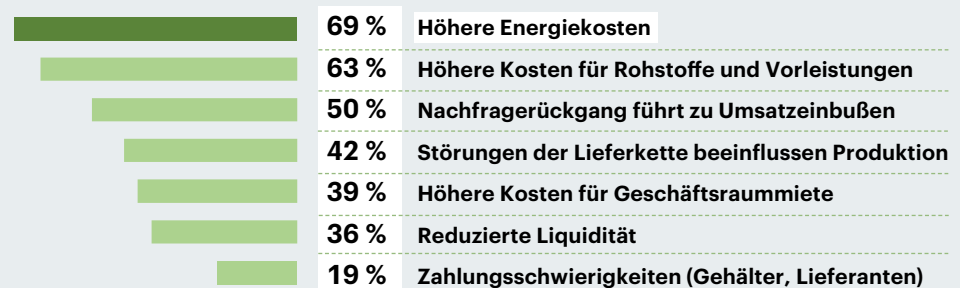 69 % Höhere Energiekosten
63 % Höhere Kosten für Rohstoffe und Vorleistungen
50 % Nachfragerückgang führt zu Umsatzeinbußen
42 % Störungen der Lieferkette beeinflussen Produktion
39 % Höhere Kosten für Geschäftsraummiete
36 % Reduzierte Liquidität
19 % Zahlungsschwierigkeiten (Gehälter, Lieferanten)